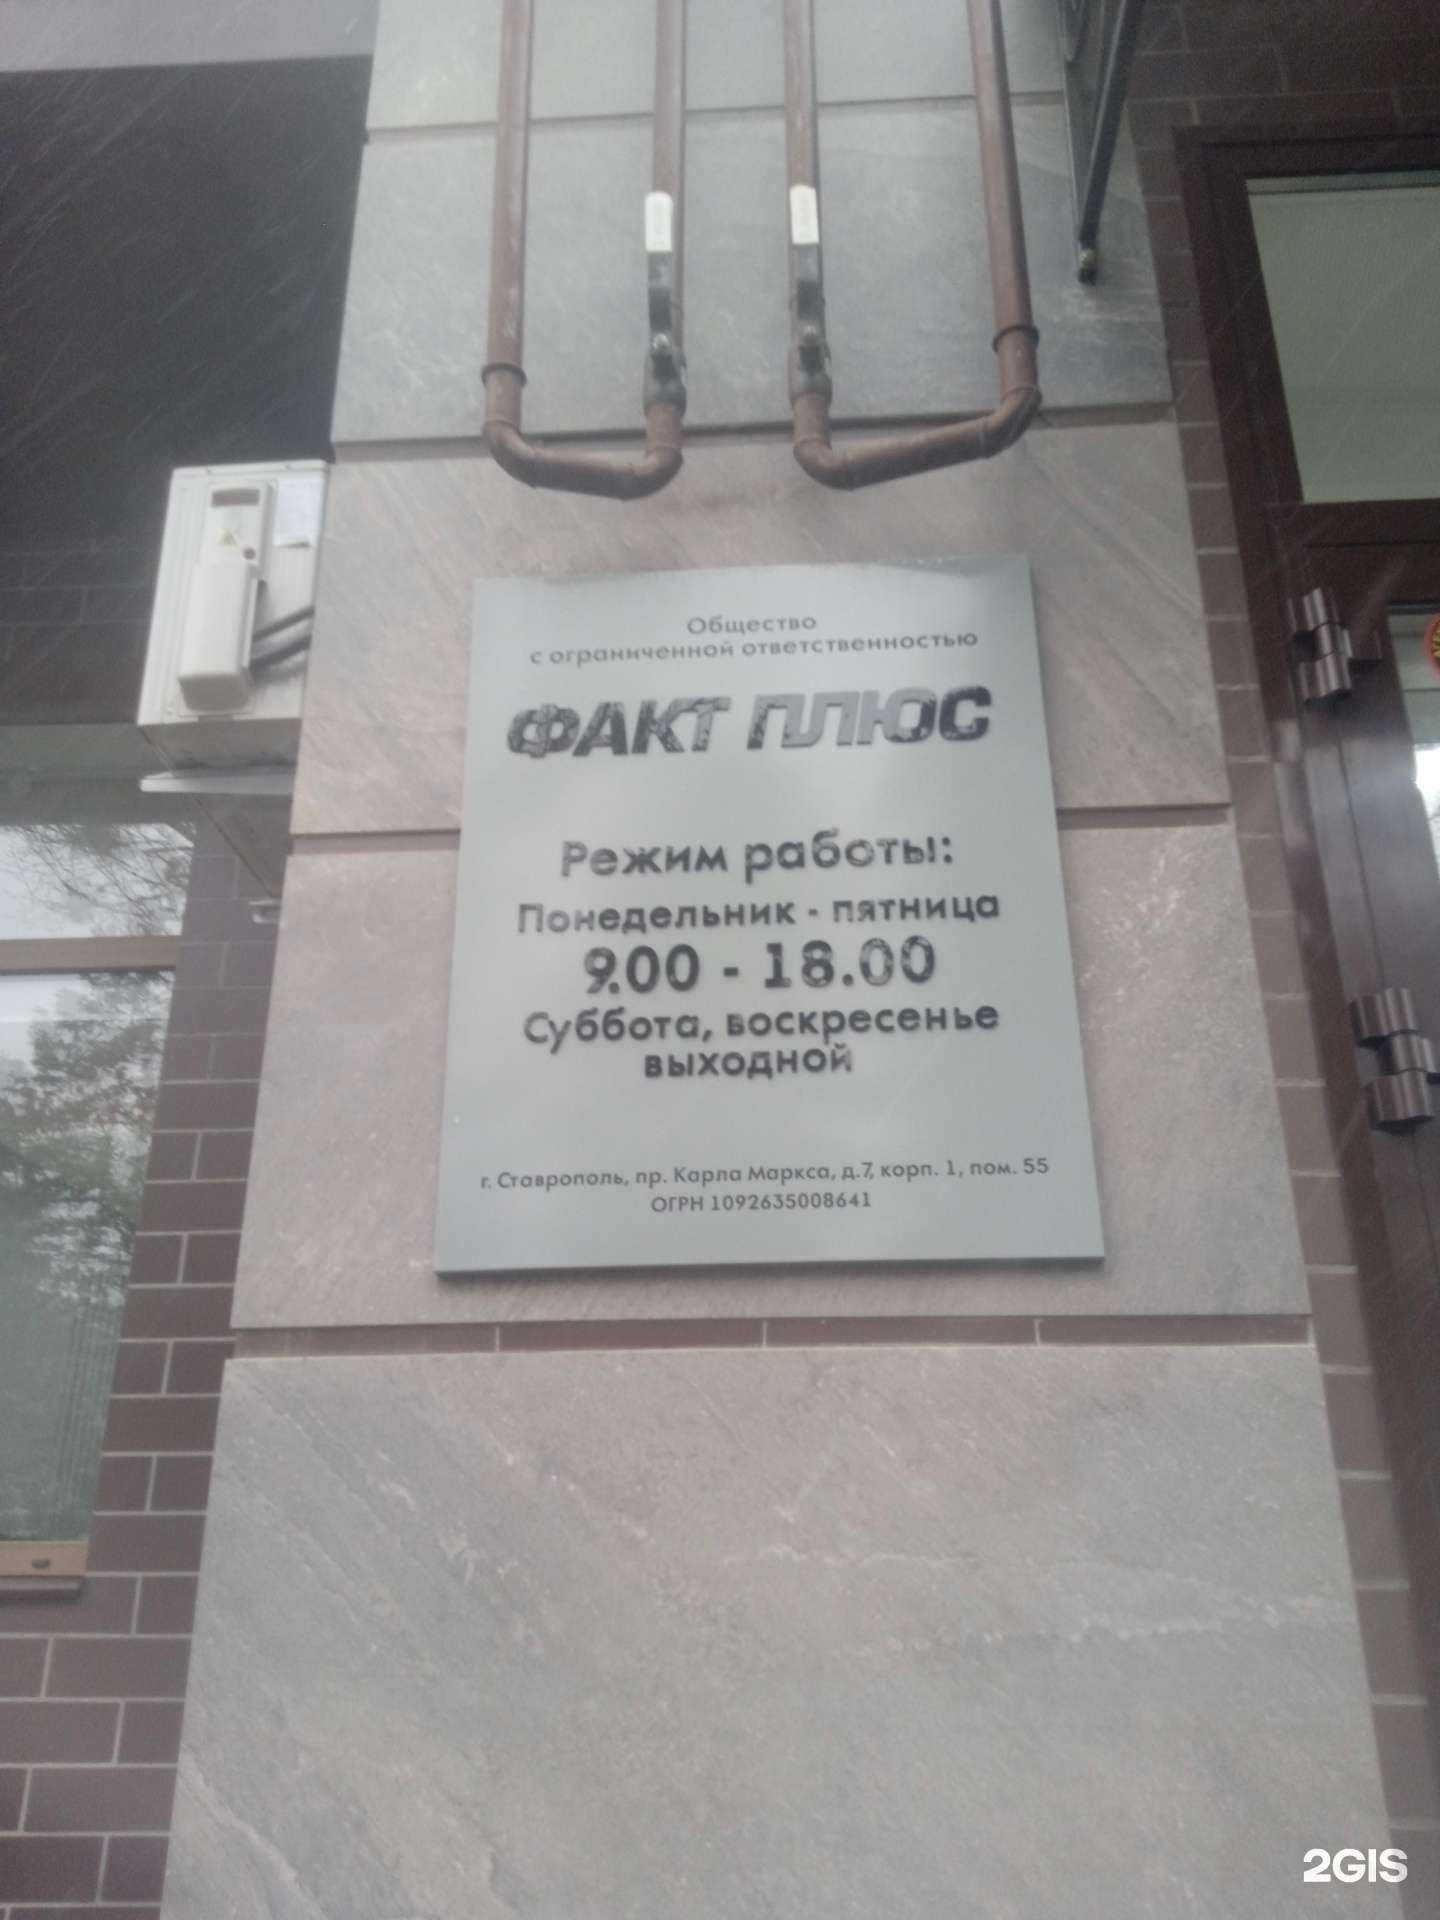 Общество
с ограниченной ответственностью
ФАКТ ПЛЮС
Режим работы:
Понедельник - пятница
9.00 - 18.00
Суббота, воскресенье
выходной
г. Ставрополь, пр. Карла Маркса, д.7, корп. 1, пом. 55
ОГРН 1092635008641
2GIS